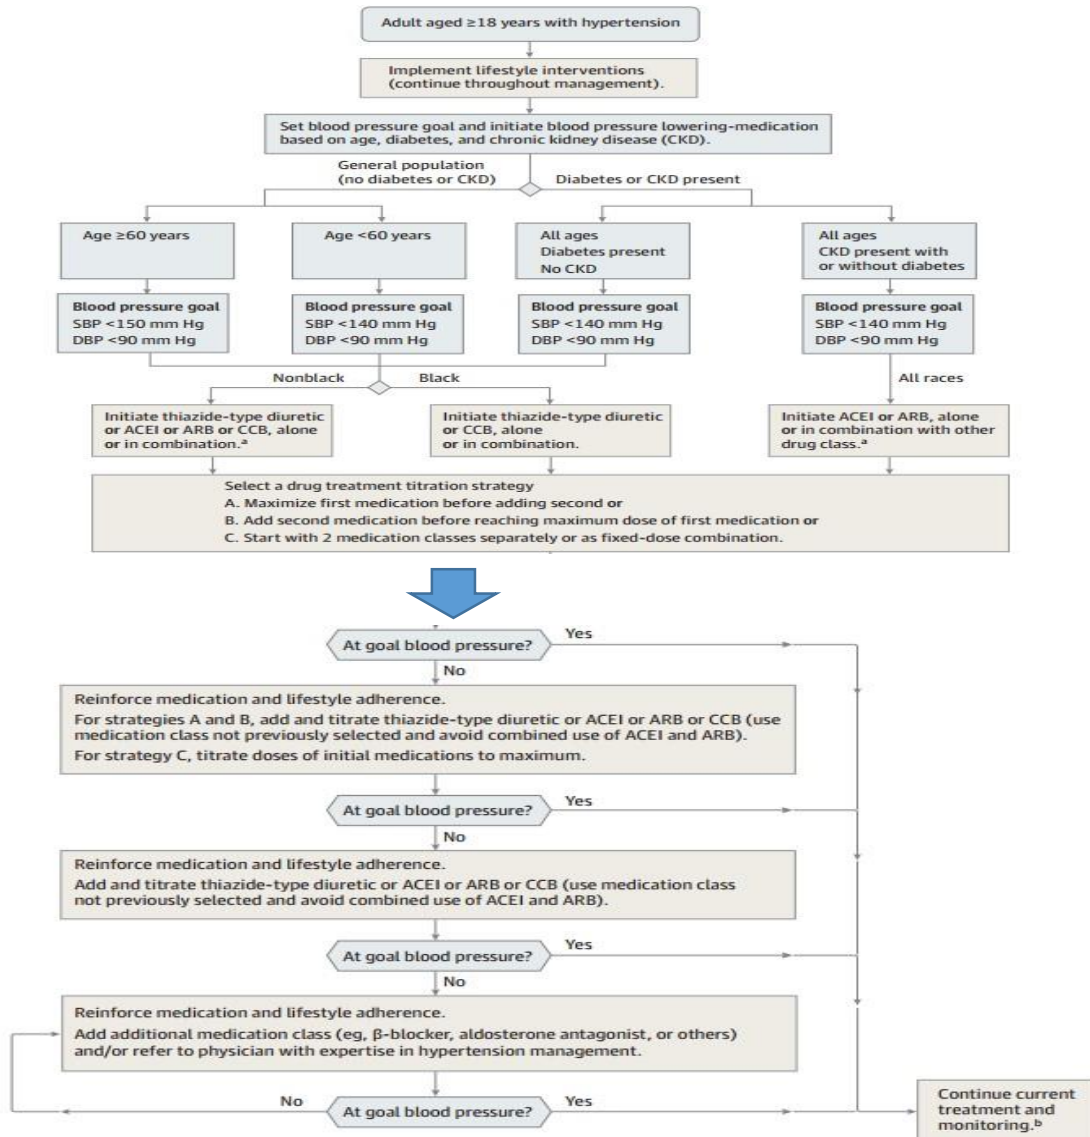 Adult aged ≥18 years with hypertension
Implement lifestyle interventions
(continue throughout management).
Set blood pressure goal and initiate blood pressure lowering-medication
based on age, diabetes, and chronic kidney disease (CKD).
General population
(no diabetes or CKD)
Diabetes or CKD present
Age ≥60 years
Age <60 years
All ages
Diabetes present
No CKD
All ages
CKD present with
or without diabetes
Blood pressure goal
SBP <150 mm Hg
DBP <90 mm Hg
Blood pressure goal
SBP <140 mm Hg
DBP <90 mm Hg
Blood pressure goal
SBP <140 mm Hg
DBP <90 mm Hg
Blood pressure goal
SBP <140 mm Hg
DBP <90 mm Hg
Nonblack
Black
All races
Initiate thiazide-type diuretic
or ACEI or ARB or CCB, alone
or in combination.a
Initiate thiazide-type diuretic
or CCB, alone
or in combination.
Initiate ACEI or ARB, alone
or in combination with other
drug class.a
Select a drug treatment titration strategy
A. Maximize first medication before adding second or
B. Add second medication before reaching maximum dose of first medication or
C. Start with 2 medication classes separately or as fixed-dose combination.
At goal blood pressure?
Yes
No
Reinforce medication and lifestyle adherence.
For strategies A and B, add and titrate thiazide-type diuretic or ACEI or ARB or CCB (use
medication class not previously selected and avoid combined use of ACEI and ARB).
For strategy C, titrate doses of initial medications to maximum.
At goal blood pressure?
Yes
No
Reinforce medication and lifestyle adherence.
Add and titrate thiazide-type diuretic or ACEI or ARB or CCB (use medication class
not previously selected and avoid combined use of ACEI and ARB).
At goal blood pressure?
Yes
No
Reinforce medication and lifestyle adherence.
Add additional medication class (eg, β-blocker, aldosterone antagonist, or others)
and/or refer to physician with expertise in hypertension management.
No
At goal blood pressure?
Yes
Continue current
treatment and
monitoring.b